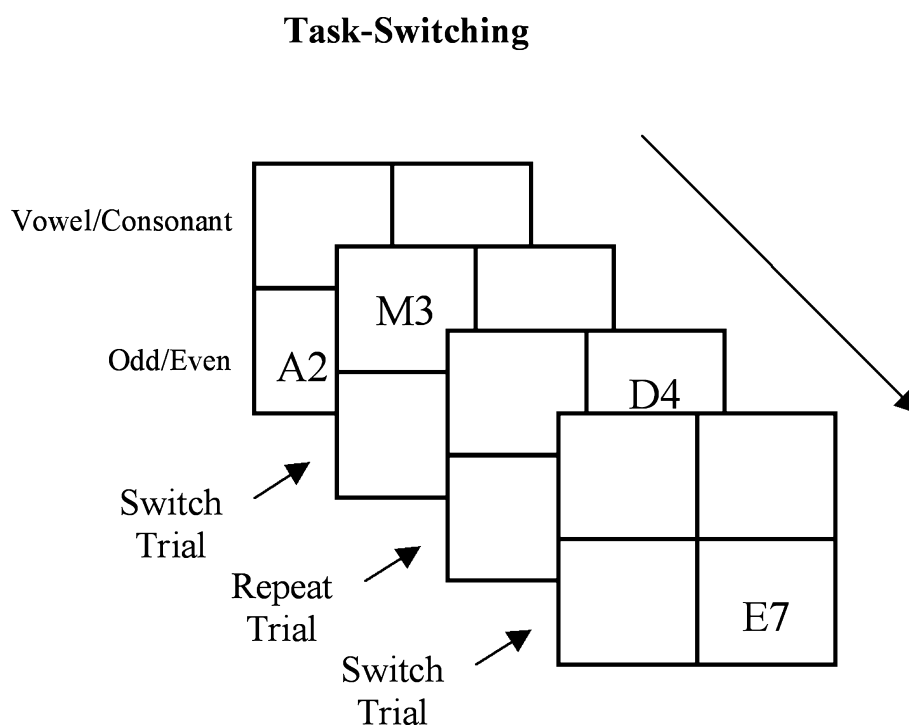 Task-Switching
Vowel/Consonant
M3
Odd/Even
A2
D4
Switch
Trial
Repeat
Trial
E7
Switch
Trial